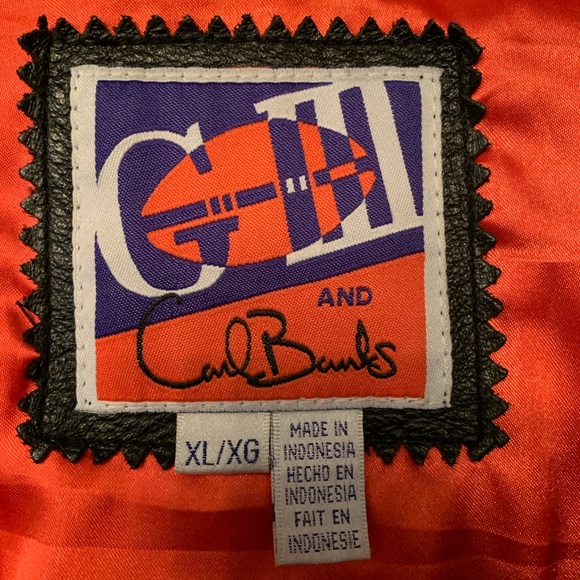 G-III
AND
Carl Banks
XL/XG
MADE IN
INDONESIA
HECHO EN
INDONESIA
FAIT EN
INDONESIE